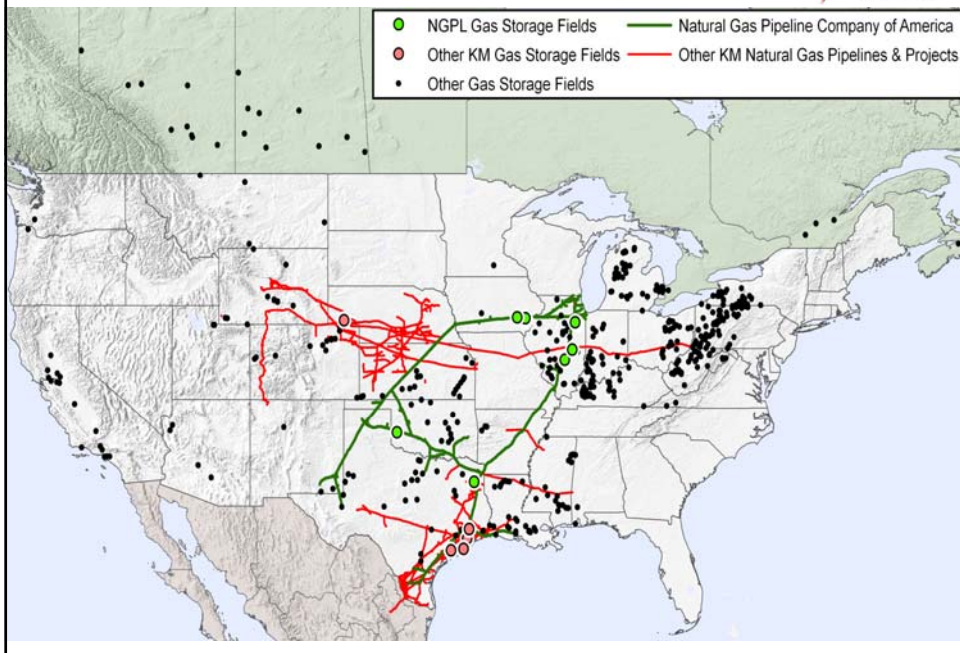 NGPL Gas Storage Fields
Natural Gas Pipeline Company of America
Other KM Gas Storage Fields
Other KM Natural Gas Pipelines & Projects
Other Gas Storage Fields